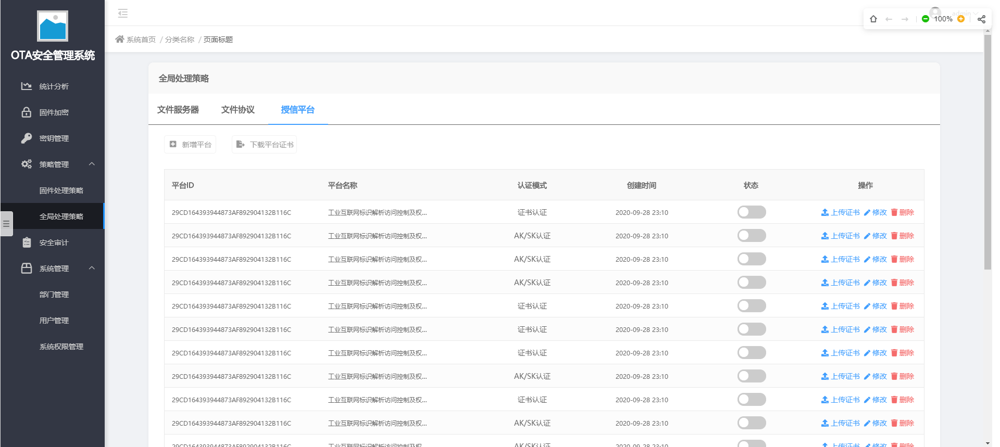 OTA安全管理系统
统计分析
固件加密
密钥管理
策略管理
固件处理策略
全局处理策略
安全审计
系统管理
部门管理
用户管理
系统权限管理
admin
100%
系统首页 / 分类名称 / 页面标题
全局处理策略
文件服务器 文件协议 授信平台
新增平台 下载平台证书
平台ID 平台名称 认证模式 创建时间 状态 操作
29CD164393944873AF892904132B116C 工业互联网标识解析访问控制及权... 证书认证 2020-09-28 23:10 上传证书 修改 删除
29CD164393944873AF892904132B116C 工业互联网标识解析访问控制及权... AK/SK认证 2020-09-28 23:10 上传证书 修改 删除
29CD164393944873AF892904132B116C 工业互联网标识解析访问控制及权... AK/SK认证 2020-09-28 23:10 上传证书 修改 删除
29CD164393944873AF892904132B116C 工业互联网标识解析访问控制及权... AK/SK认证 2020-09-28 23:10 上传证书 修改 删除
29CD164393944873AF892904132B116C 工业互联网标识解析访问控制及权... 证书认证 2020-09-28 23:10 上传证书 修改 删除
29CD164393944873AF892904132B116C 工业互联网标识解析访问控制及权... 证书认证 2020-09-28 23:10 上传证书 修改 删除
29CD164393944873AF892904132B116C 工业互联网标识解析访问控制及权... 证书认证 2020-09-28 23:10 上传证书 修改 删除
29CD164393944873AF892904132B116C 工业互联网标识解析访问控制及权... AK/SK认证 2020-09-28 23:10 上传证书 修改 删除
29CD164393944873AF892904132B116C 工业互联网标识解析访问控制及权... 证书认证 2020-09-28 23:10 上传证书 修改 删除
29CD164393944873AF892904132B116C 工业互联网标识解析访问控制及权... AK/SK认证 2020-09-28 23:10 上传证书 修改 删除
29CD164393944873AF892904132B116C 工业互联网标识解析访问控制及权... AK/SK认证 2020-09-28 23:10 上传证书 修改 删除